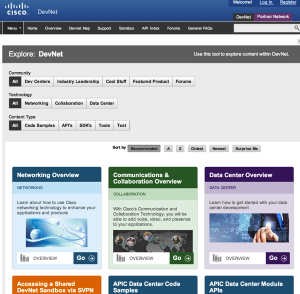 Welcome Log In Register
CISCO DevNet
DevNet Partner Network
Menu Home Overview DevNet Map Support Sandbox API Index Forums General FAQs
Explore: DevNet
Use this tool to explore content within DevNet.
Community
All Dev Centers Industry Leadership Cool Stuff Featured Product Forums
Technology
All Networking Collaboration Data Center
Content Type
All Code Samples API's SDK's Tools Test
Sort by Recommended A Z Oldest Newest Surprise Me
Networking Overview
NETWORKING
Learn about how to use Cisco
networking technology to enhance your
applications and products
OVERVIEW Go
Communications &
Collaboration Overview
COLLABORATION
With Cisco's Communication and
Collaboration Technology, you will be
able to add voice, video, and presence
to your applications.
OVERVIEW Go
Data Center Overview
DATA CENTER
Learn how to get started with your data
center development
OVERVIEW Go
Accessing a Shared
DevNet Sandbox via SVPN
APIC Data Center Code
Samples
APIC Data Center Module
APIs